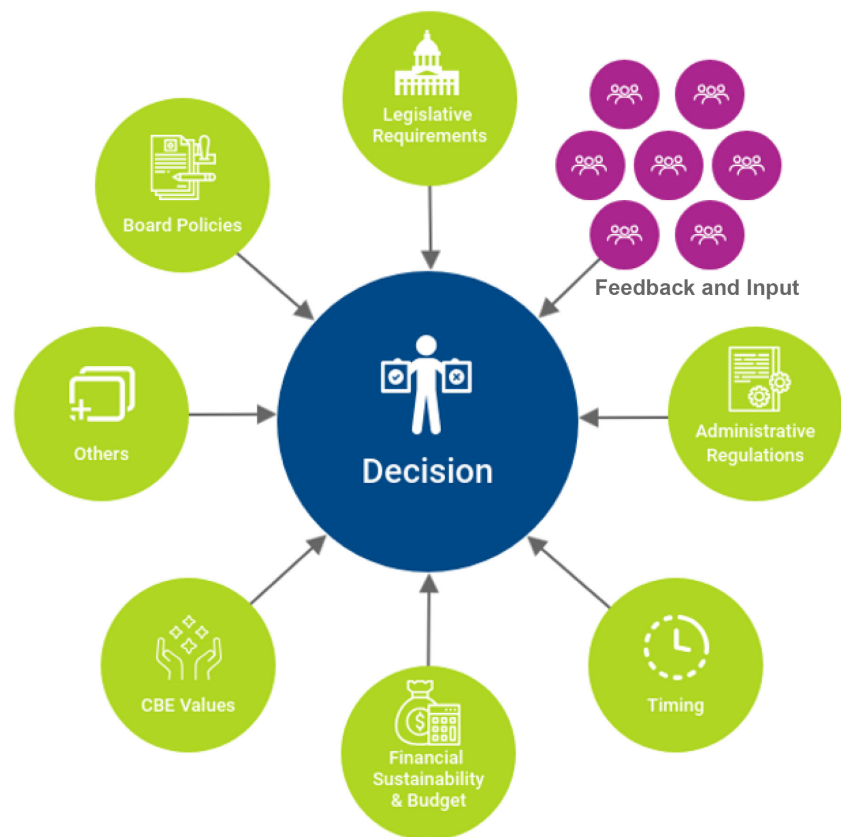 Legislative
Requirements
Board Policies
Feedback and Input
Others
Decision
Administrative
Regulations
CBE Values
Timing
Financial
Sustainability
& Budget